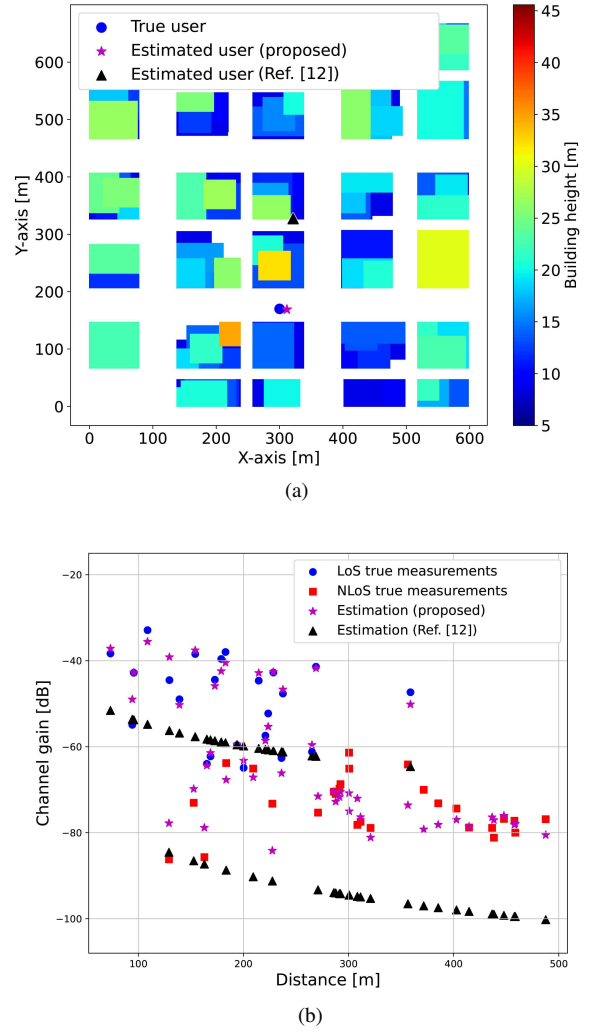 True user
Estimated user (proposed)
Estimated user (Ref. [12])
600
500
400
300
200
100
0
Y-axis [m]
0 100 200 300 400 500 600
X-axis [m]
45
40
35
30
25
20
15
10
5
Building height [m]
(a)
LoS true measurements
NLoS true measurements
Estimation (proposed)
Estimation (Ref. [12])
−20
−40
−60
−80
−100
Channel gain [dB]
100 200 300 400 500
Distance [m]
(b)